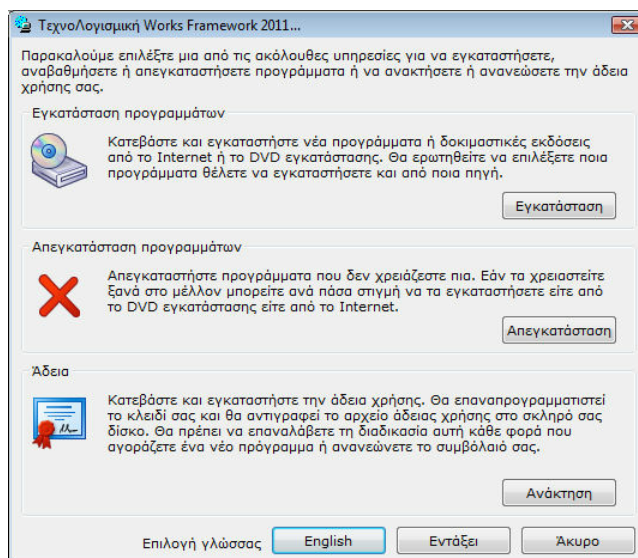 ΤεχνοΛογισμική Works Framework 2011...
Παρακαλούμε επιλέξτε μια από τις ακόλουθες υπηρεσίες για να εγκαταστήσετε,
αναβαθμήσετε ή απεγκαταστήσετε προγράμματα ή να ανακτήσετε ή ανανεώσετε την άδεια
χρήσης σας.
Εγκατάσταση προγραμμάτων
Κατεβάστε και εγκαταστήστε νέα προγράμματα ή δοκιμαστικές εκδόσεις
από το Internet ή το DVD εγκατάστασης. Θα ερωτηθείτε να επιλέξετε ποια
προγράμματα θέλετε να εγκαταστήσετε και από ποια πηγή.
Εγκατάσταση
Απεγκατάσταση προγραμμάτων
Απεγκαταστήστε προγράμματα που δεν χρειάζεστε πια. Εάν τα χρειαστείτε
ξανά στο μέλλον μπορείτε ανά πάσα στιγμή να τα εγκαταστήσετε είτε από
το DVD εγκατάστασης είτε από το Internet.
Απεγκατάσταση
Άδεια
Κατεβάστε και εγκαταστήστε την άδεια χρήσης. Θα επαναπρογραμματιστεί
το κλειδί σας και θα αντιγραφεί το αρχείο άδειας χρήσης στο σκληρό σας
δίσκο. Θα πρέπει να επαναλάβετε τη διαδικασία αυτή κάθε φορά που
αγοράζετε ένα νέο πρόγραμμα ή ανανεώνετε το συμβόλαιό σας.
Ανάκτηση
Επιλογή γλώσσας English Εντάξει Άκυρο